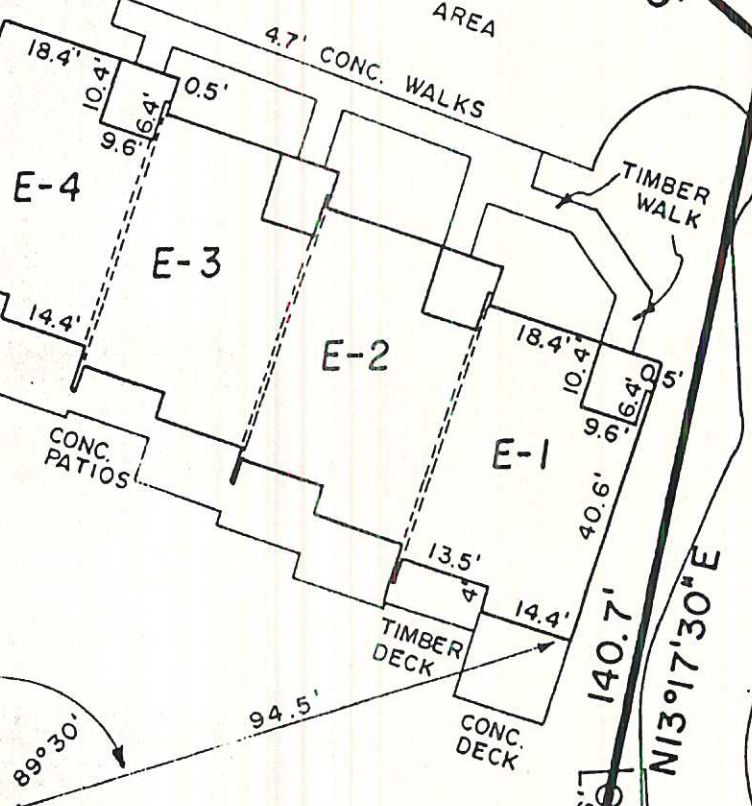 AREA
4.7' CONC. WALKS
18.4'
10.4'
6.4'
0.5'
9.6'
E-4
TIMBER
WALK
E-3
14.4'
E-2
18.4'
10.4'
6.4'
0.5'
9.6'
E-1
40.6'
CONC.
PATIOS
13.5'
4'
14.4'
TIMBER
DECK
140.7'
N13°17'30"E
94.5'
CONC.
DECK
89°30'